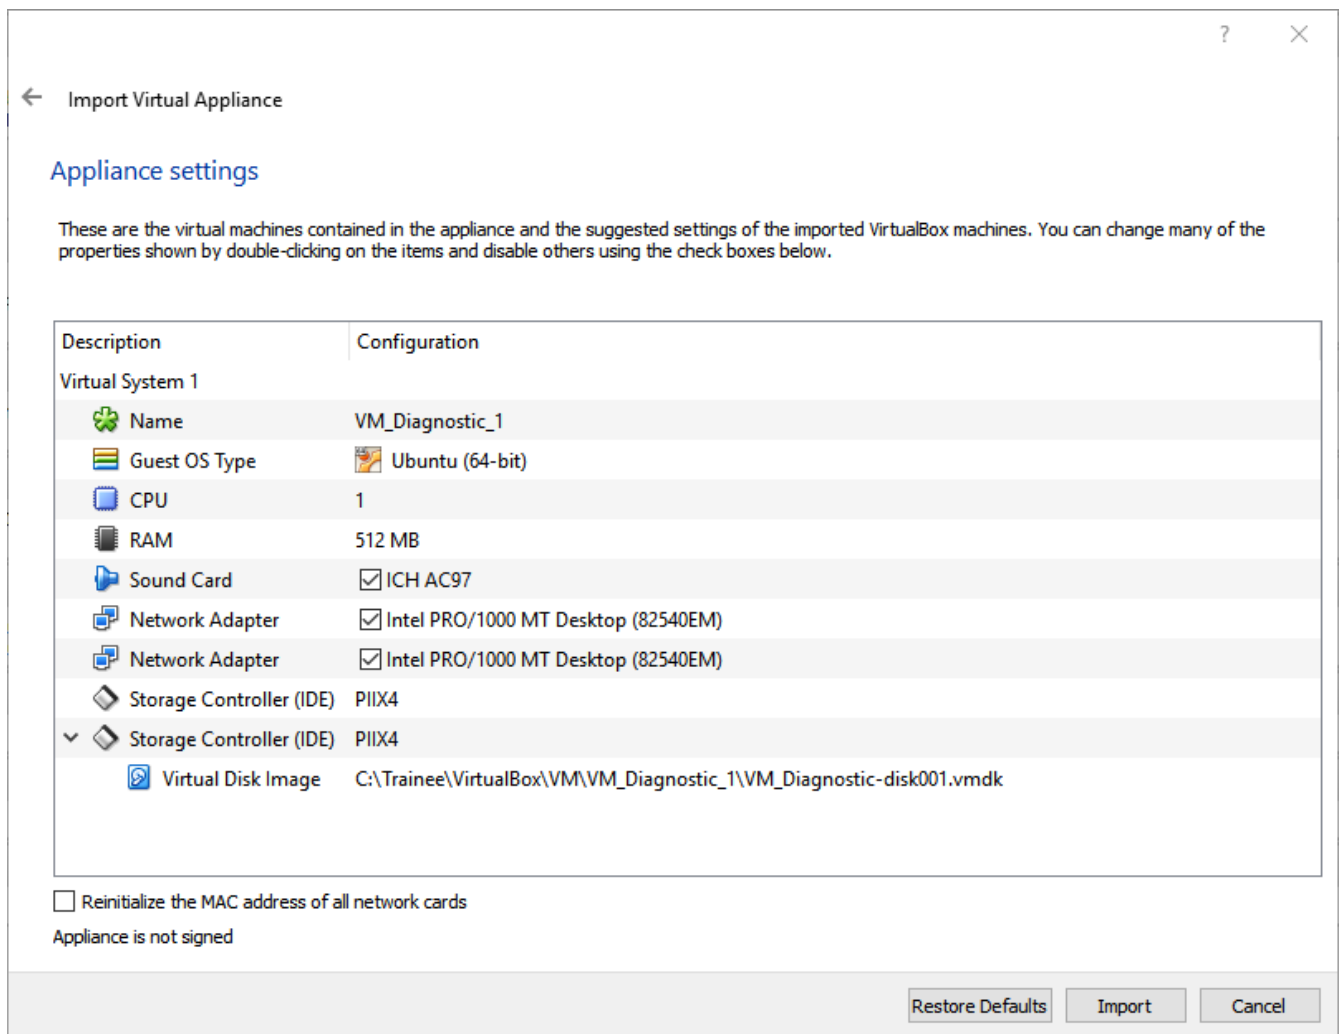 ?
Import Virtual Appliance
Appliance settings
These are the virtual machines contained in the appliance and the suggested settings of the imported VirtualBox machines. You can change many of the
properties shown by double-clicking on the items and disable others using the check boxes below.
Description Configuration
Virtual System 1
Name VM_Diagnostic_1
Guest OS Type Ubuntu (64-bit)
CPU 1
RAM 512 MB
Sound Card ICH AC97
Network Adapter Intel PRO/1000 MT Desktop (82540EM)
Network Adapter Intel PRO/1000 MT Desktop (82540EM)
Storage Controller (IDE) PIIX4
Storage Controller (IDE) PIIX4
Virtual Disk Image C:\Trainee\VirtualBox\VM\VM_Diagnostic_1\VM_Diagnostic-disk001.vmdk
Reinitialize the MAC address of all network cards
Appliance is not signed
Restore Defaults Import Cancel